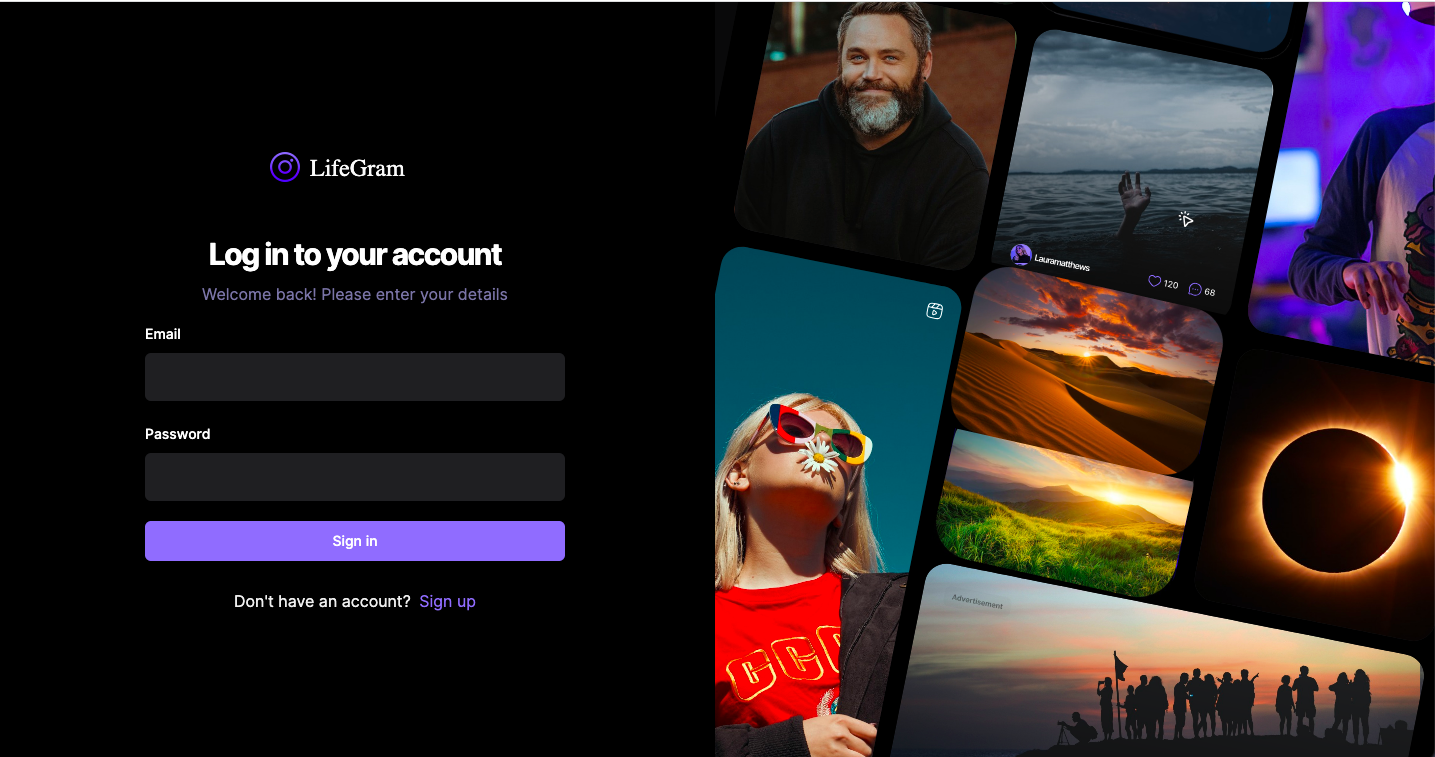 LifeGram
Log in to your account
Welcome back! Please enter your details
Email
Password
Sign in
Don't have an account? Sign up
Lauramatthews
120 68
Advertisement